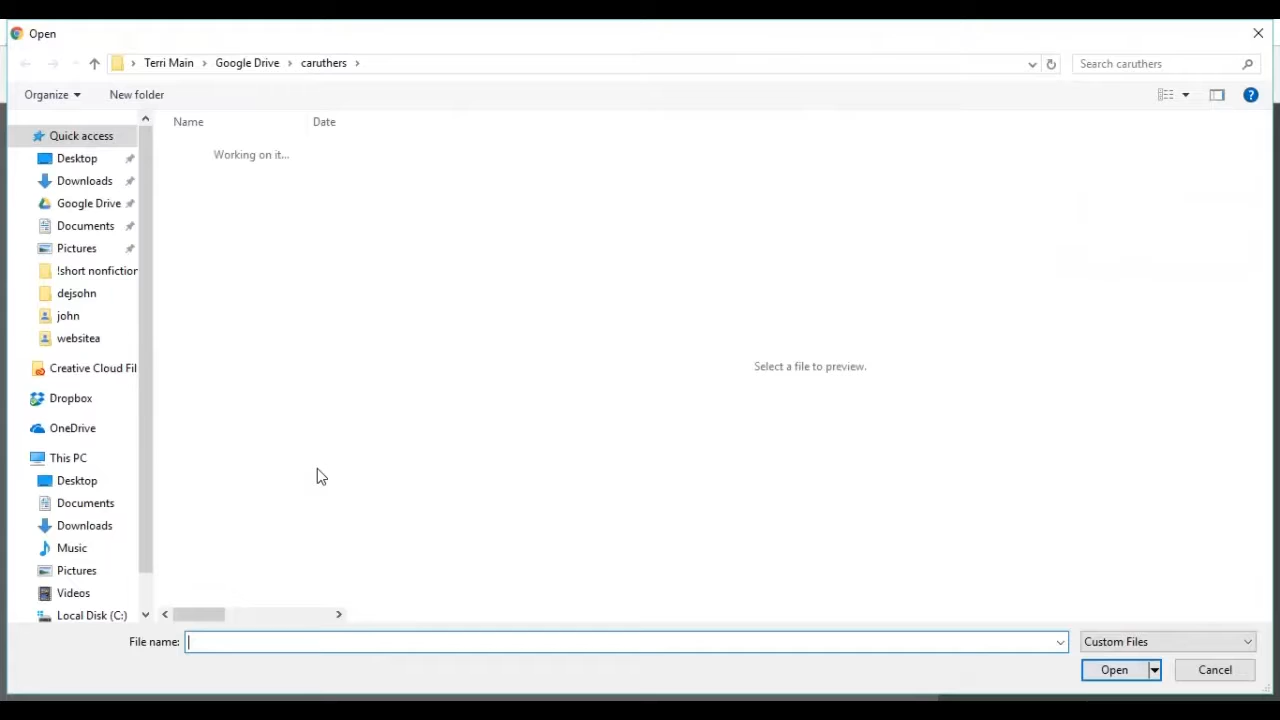 Open
Terri Main > Google Drive > caruthers >
Search caruthers
Organize
New folder
Name Date
Working on it...
Select a file to preview.
Quick access
Desktop
Downloads
Google Drive
Documents
Pictures
!short nonfiction
dejsohn
john
websitea
Creative Cloud Fil
Dropbox
OneDrive
This PC
Desktop
Documents
Downloads
Music
Pictures
Videos
Local Disk (C:)
File name:
Custom Files
Open
Cancel